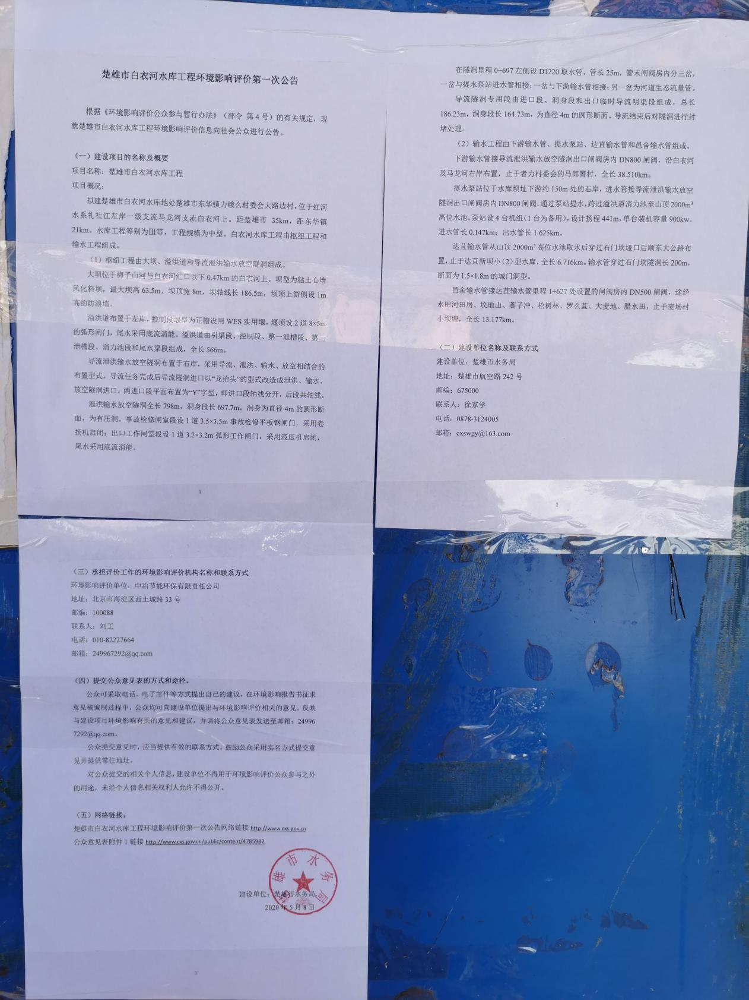 楚雄市白衣河水库工程环境影响评价第一次公告
根据《环境影响评价公众参与暂行办法》（部令 第 4 号）的有关规定，现
就楚雄市白衣河水库工程环境影响评价信息向社会公众进行公告。
（一）建设项目的名称及概要
项目名称：楚雄市白衣河水库工程
项目概况：
拟建楚雄市白衣河水库地处楚雄市东华镇力峨么村委会大路边村，位于红河
水系礼社江左岸一级支流马龙河支流白衣河上。距楚雄市 35km，距东华镇
21km。水库工程等别为Ⅲ等，工程规模为中型。白衣河水库工程由枢纽工程和
输水工程组成。
（1）枢纽工程由大坝、溢洪道和导流泄洪输水放空隧洞组成。
大坝位于梅子山河与白衣河汇口以下 0.47km 的白衣河上。坝型为粘土心墙
风化料坝，最大坝高 63.5m，坝顶宽 8m，坝轴线长 186.5m，坝顶上游侧设 1m
高的防浪墙。
溢洪道布置于左岸，控制段堰型为正槽设闸 WES 实用堰，堰顶设 2 道 8×5m
的弧形闸门，尾水采用底流消能。溢洪道由引渠段、控制段、第一泄槽段、第二
泄槽段、消力池段和尾水渠段组成，全长 566m。
导流泄洪输水放空隧洞布置于右岸，采用导流、泄洪、输水、放空相结合的
布置型式。导流任务完成后导流隧洞进口以“龙抬头”的型式改造成泄洪、输水、
放空隧洞进口。两进口段平面布置为“Y”字型，即进口段轴线分开，后段共轴线。
泄洪输水放空隧洞全长 798m，洞身段长 697.7m。洞身为直径 4m 的圆形断
面，为有压洞。事故检修闸室段设 1 道 3.5×3.5m 事故检修平板钢闸门，采用卷
扬机启闭；出口工作闸室段设 1 道 3.2×3.2m 弧形工作闸门，采用液压机启闭，
尾水采用底流消能。
1
在隧洞里程 0+697 左侧设 D1220 取水管，管长 25m，管末闸阀房内分三岔，
一岔与提水泵站进水管相接；一岔与下游输水管相接；另一岔为河道生态流量管。
导流隧洞专用段由进口段、洞身段和出口临时导流明渠段组成，总长
186.23m，洞身段长 164.73m，为直径 4m 的圆形断面。导流结束后对隧洞进行封
堵处理。
（2）输水工程由下游输水管、提水泵站、达苴输水管和邑舍输水管组成。
下游输水管接导流泄洪输水放空隧洞出口闸阀房内 DN800 闸阀，沿白衣河
及马龙河右岸布置，止于者力村委会的马郎箐村，全长 38.510km。
提水泵站位于水库坝址下游约 150m 处的右岸，进水管接导流泄洪输水放空
隧洞出口闸阀房内 DN800 闸阀，通过泵站提水，跨过溢洪道消力池至山顶 2000m³
高位水池。泵站设 4 台机组（1 台为备用），设计扬程 441m，单台装机容量 900kw。
进水管长 0.147km；出水管长 1.625km。
达苴输水管从山顶 2000m³ 高位水池取水后穿过石门坎垭口后顺东大公路布
置，止于达苴新坝小（2）型水库，全长 6.716km。输水管穿过石门坎隧洞长 200m，
断面为 1.5×1.8m 的城门洞型。
邑舍输水管接达苴输水管里程 1+627 处设置的闸阀房内 DN500 闸阀，途经
水田河田房、坟地山、蒿子冲、松树林、罗么苴、大麦地、腊水田，止于麦场村
小坝塘，全长 13.177km。
（二）建设单位名称及联系方式
建设单位：楚雄市水务局
地址：楚雄市航空路 242 号
邮编：675000
联系人：徐家学
电话：0878-3124005
邮箱：cxswgy@163.com
2
（三）承担评价工作的环境影响评价机构名称和联系方式
环境影响评价单位：中冶节能环保有限责任公司
地址：北京市海淀区西土城路 33 号
邮编：100088
联系人：刘工
电话：010-82227664
邮箱：249967292@qq.com
（四）提交公众意见表的方式和途径。
公众可采取电话、电子邮件等方式提出自己的建议，在环境影响报告书征求
意见稿编制过程中，公众均可向建设单位提出与环境影响评价相关的意见，反映
与建设项目环境影响有关的意见和建议，并请将公众意见表发送至邮箱：24996
7292@qq.com。
公众提交意见时，应当提供有效的联系方式。鼓励公众采用实名方式提交意
见并提供常住地址。
对公众提交的相关个人信息，建设单位不得用于环境影响评价公众参与之外
的用途，未经个人信息相关权利人允许不得公开。
（五）网络链接；
楚雄市白衣河水库工程环境影响评价第一次公告网络链接 http://www.cxs.gov.cn
公众意见表附件 1 链接 http://www.cxs.gov.cn/public/content/4785982
楚雄市水务局
建设单位：楚雄市水务局
2020 年 5 月 8 日
3